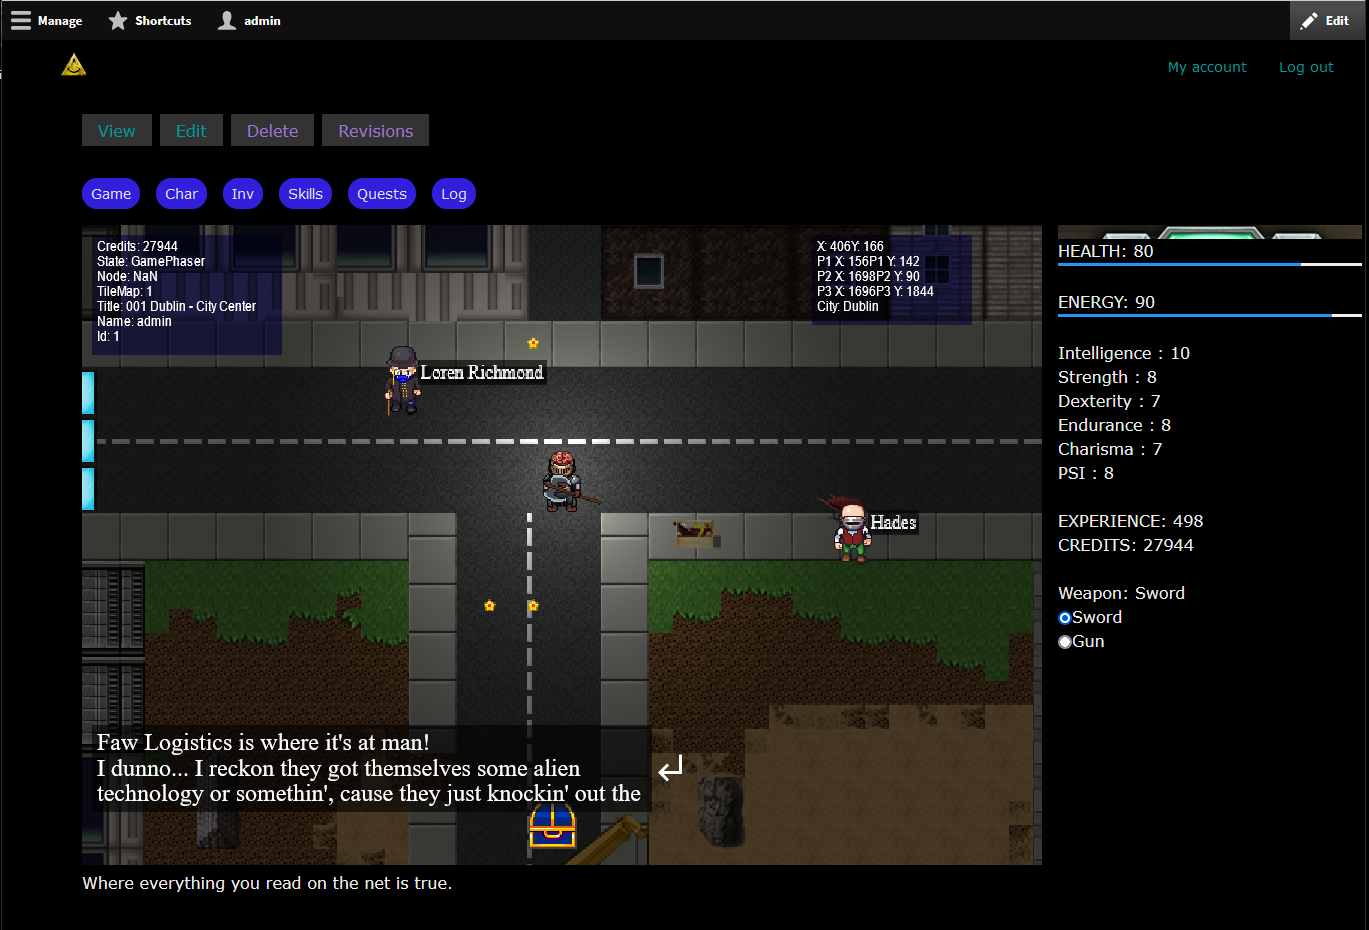 Manage Shortcuts admin Edit
My account Log out
View Edit Delete Revisions
Game Char Inv Skills Quests Log
Credits: 27944
State: GamePhaser
Node: NaN
TileMap: 1
Title: 001 Dublin - City Center
Name: admin
Id: 1
X: 406Y: 166
P1 X: 156P1 Y: 142
P2 X: 1698P2 Y: 90
P3 X: 1696P3 Y: 1844
City: Dublin
Loren Richmond
Hades
Faw Logistics is where it's at man!
I dunno... I reckon they got themselves some alien
technology or somethin', cause they just knockin' out the
HEALTH: 80
ENERGY: 90
Intelligence : 10
Strength : 8
Dexterity : 7
Endurance : 8
Charisma : 7
PSI : 8
EXPERIENCE: 498
CREDITS: 27944
Weapon: Sword
Sword
Gun
Where everything you read on the net is true.